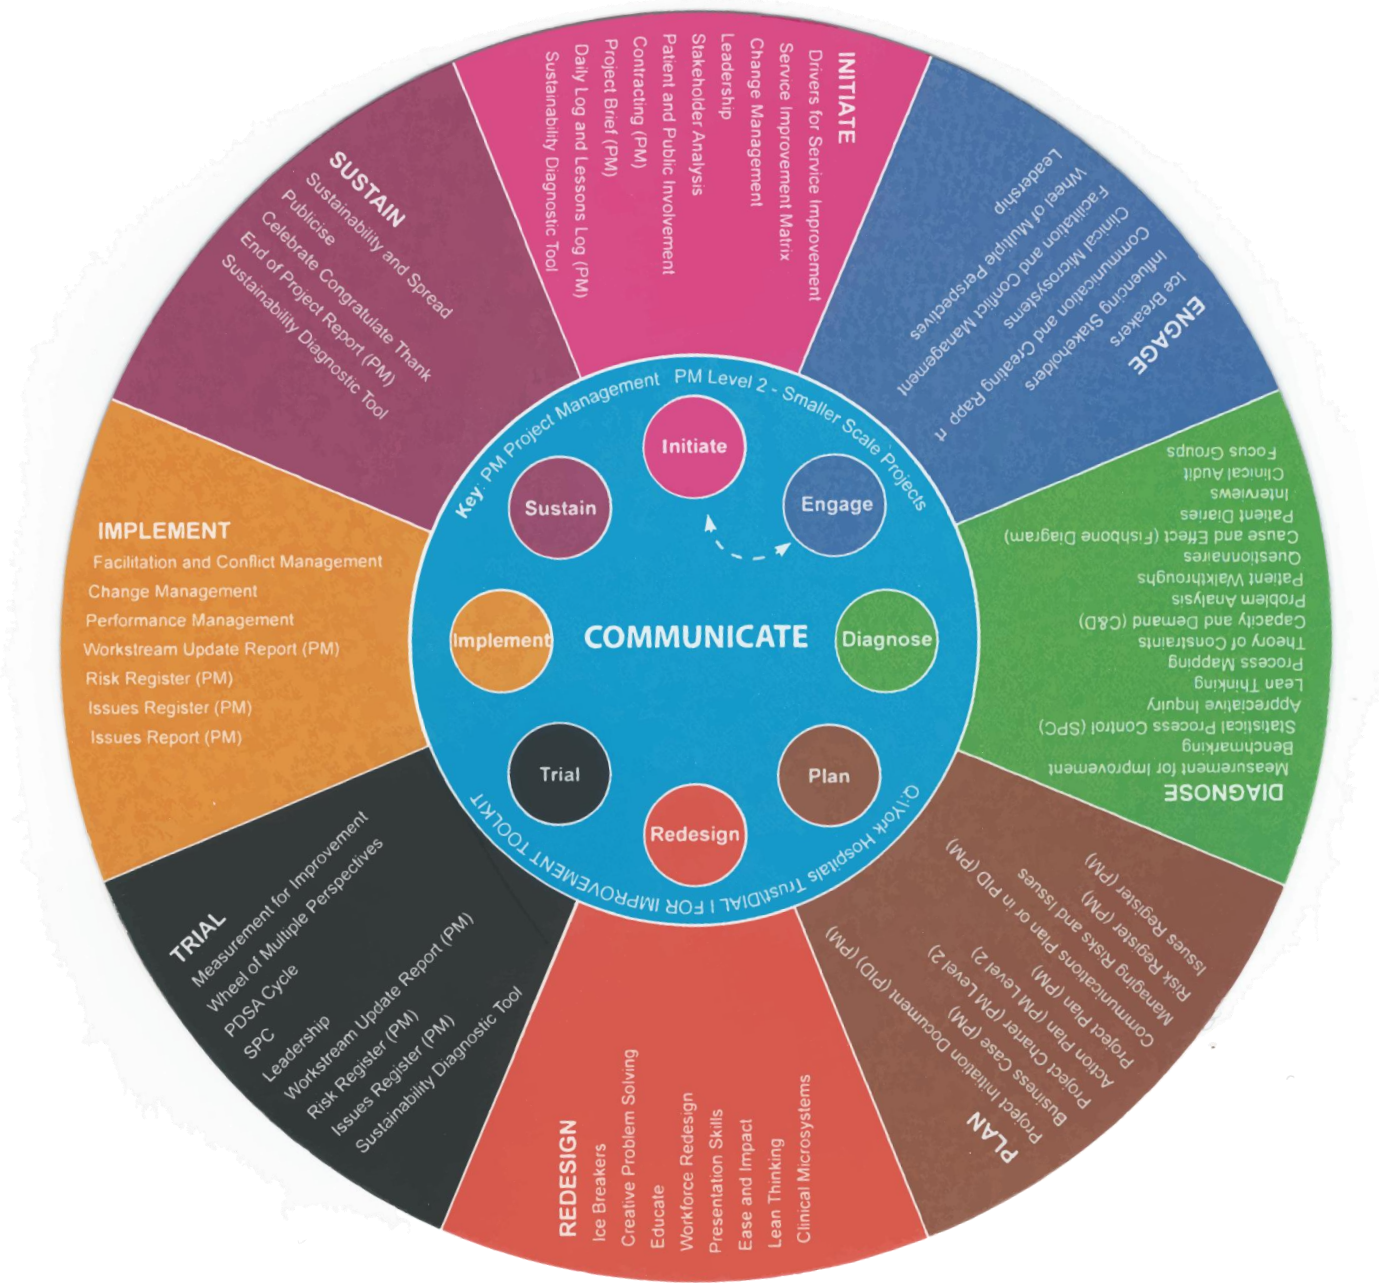 INITIATE
Drivers for Service Improvement
Service Improvement Matrix
Change Management
Leadership
Stakeholder Analysis
Patient and Public Involvement
Contracting (PM)
Project Brief (PM)
Daily Log and Lessons Log (PM)
Sustainability Diagnostic Tool
ENGAGE
Ice Breakers
Influencing Stakeholders
Communication and Creating Rapp rt
Clinical Microsystems
Facilitation and Conflict Management
Wheel of Multiple Perspectives
Leadership
DIAGNOSE
Measurement for Improvement
Benchmarking
Statistical Process Control (SPC)
Appreciative Inquiry
Lean Thinking
Process Mapping
Theory of Constraints
Capacity and Demand (C&D)
Problem Analysis
Patient Walkthroughs
Questionnaires
Cause and Effect (Fishbone Diagram)
Patient Diaries
Interviews
Clinical Audit
Focus Groups
PLAN
Project Initiation Document (PID) (PM)
Business Case (PM)
Project Charter (PM Level 2)
Action Plan (PM Level 2)
Project Plan (PM)
Communications Plan or in PID (PM)
Managing Risks and Issues
Risk Register (PM)
Issues Register (PM)
REDESIGN
Ice Breakers
Creative Problem Solving
Educate
Workforce Redesign
Presentation Skills
Ease and Impact
Lean Thinking
Clinical Microsystems
TRIAL
Measurement for Improvement
Wheel of Multiple Perspectives
PDSA Cycle
SPC
Leadership
Workstream Update Report (PM)
Risk Register (PM)
Issues Register (PM)
Sustainability Diagnostic Tool
IMPLEMENT
Facilitation and Conflict Management
Change Management
Performance Management
Workstream Update Report (PM)
Risk Register (PM)
Issues Register (PM)
Issues Report (PM)
SUSTAIN
Sustainability and Spread
Publicise
Celebrate Congratulate Thank
End of Project Report (PM)
Sustainability Diagnostic Tool
Key: PM Project Management PM Level 2 - Smaller Scale Projects
Initiate
Engage
Diagnose
Plan
Redesign
Trial
Implement
Sustain
COMMUNICATE
Q:\York Hospitals Trust\DIAL I FOR IMPROVEMENT TOOLKIT